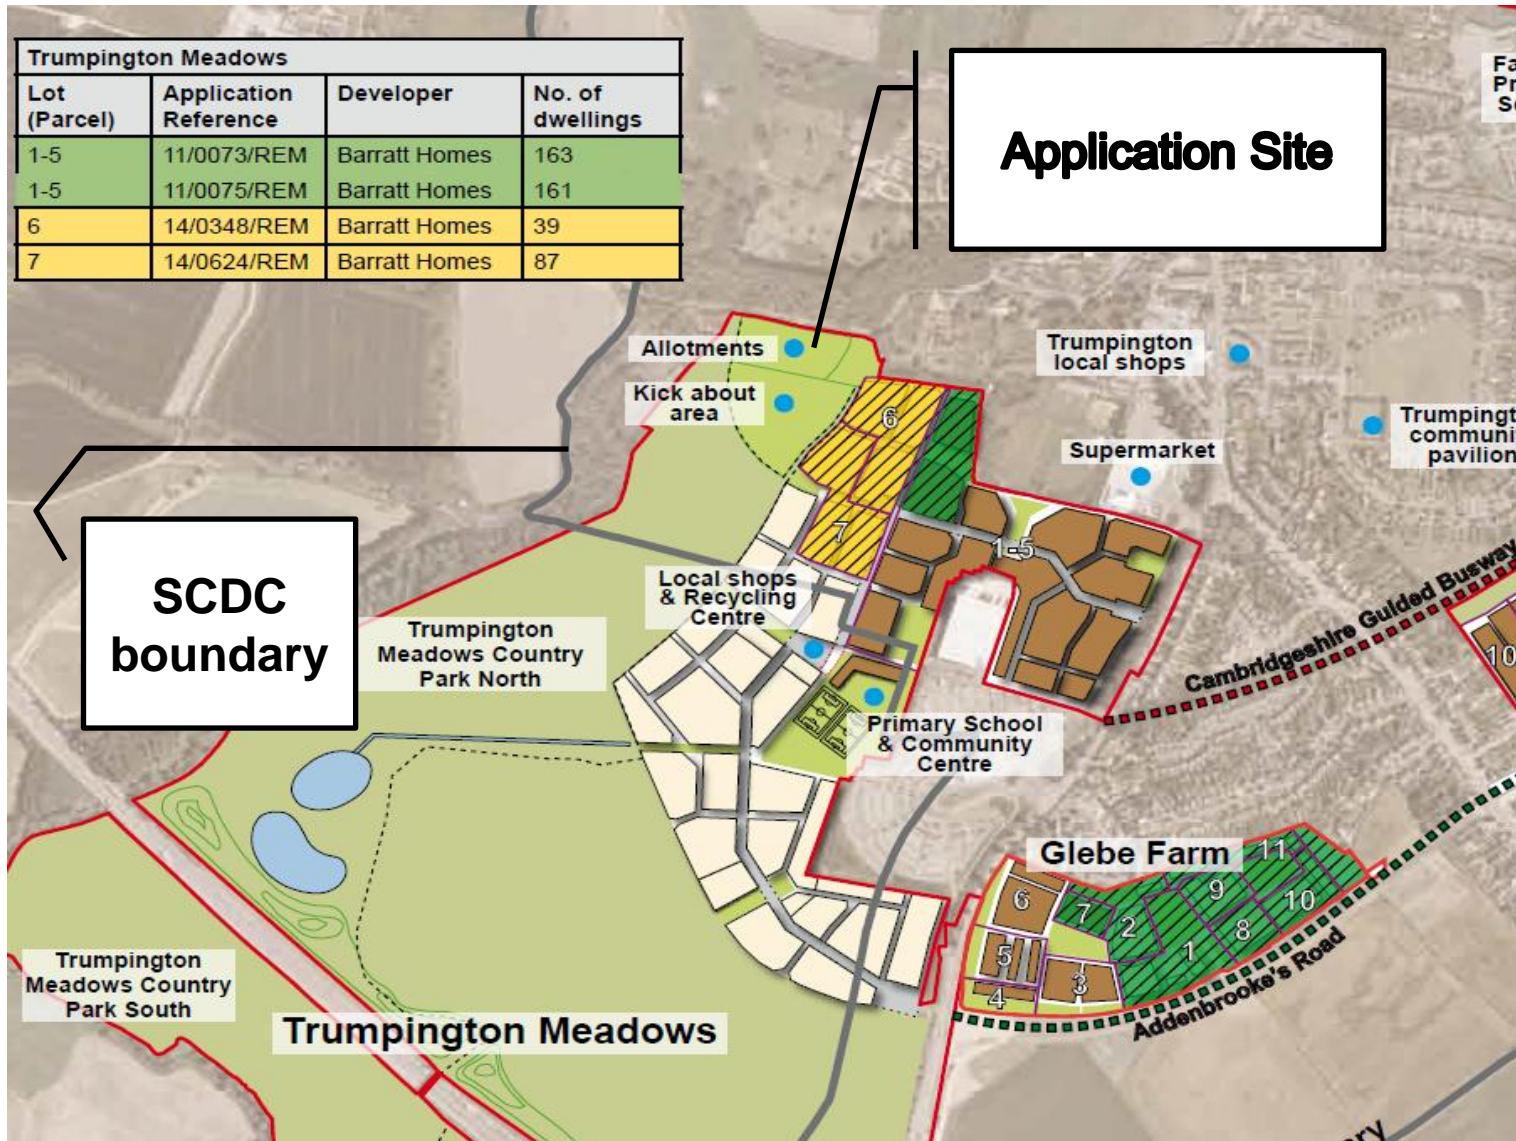 Trumpington Meadows
Lot (Parcel) Application Reference Developer No. of dwellings
1-5 11/0073/REM Barratt Homes 163
1-5 11/0075/REM Barratt Homes 161
6 14/0348/REM Barratt Homes 39
7 14/0624/REM Barratt Homes 87
Application Site
Allotments
Kick about
area
Trumpington
local shops
Supermarket
communi
pavilion
6
7
1-5
SCDC
boundary
Local shops
& Recycling
Centre
Trumpington
Meadows Country
Park North
Primary School
& Community
Centre
Cambridgeshire Guided Busway
10
Glebe Farm
6
7
2
9
11
10
8
1
5
4
3
Addenbrooke's Road
Trumpington
Meadows Country
Park South
Trumpington Meadows